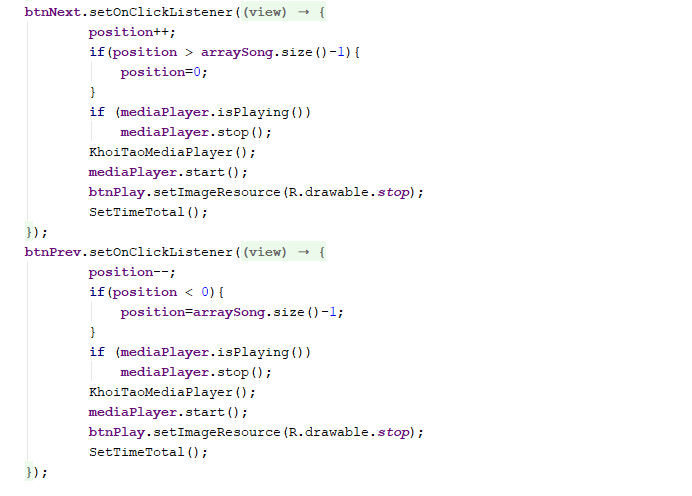 btnNext.setOnClickListener((view) → {
position++;
if(position > arraySong.size()-1){
position=0;
}
if (mediaPlayer.isPlaying())
mediaPlayer.stop();
KhoiTaoMediaPlayer();
mediaPlayer.start();
btnPlay.setImageResource(R.drawable.stop);
SetTimeTotal();
});
btnPrev.setOnClickListener((view) → {
position--;
if(position < 0){
position=arraySong.size()-1;
}
if (mediaPlayer.isPlaying())
mediaPlayer.stop();
KhoiTaoMediaPlayer();
mediaPlayer.start();
btnPlay.setImageResource(R.drawable.stop);
SetTimeTotal();
});